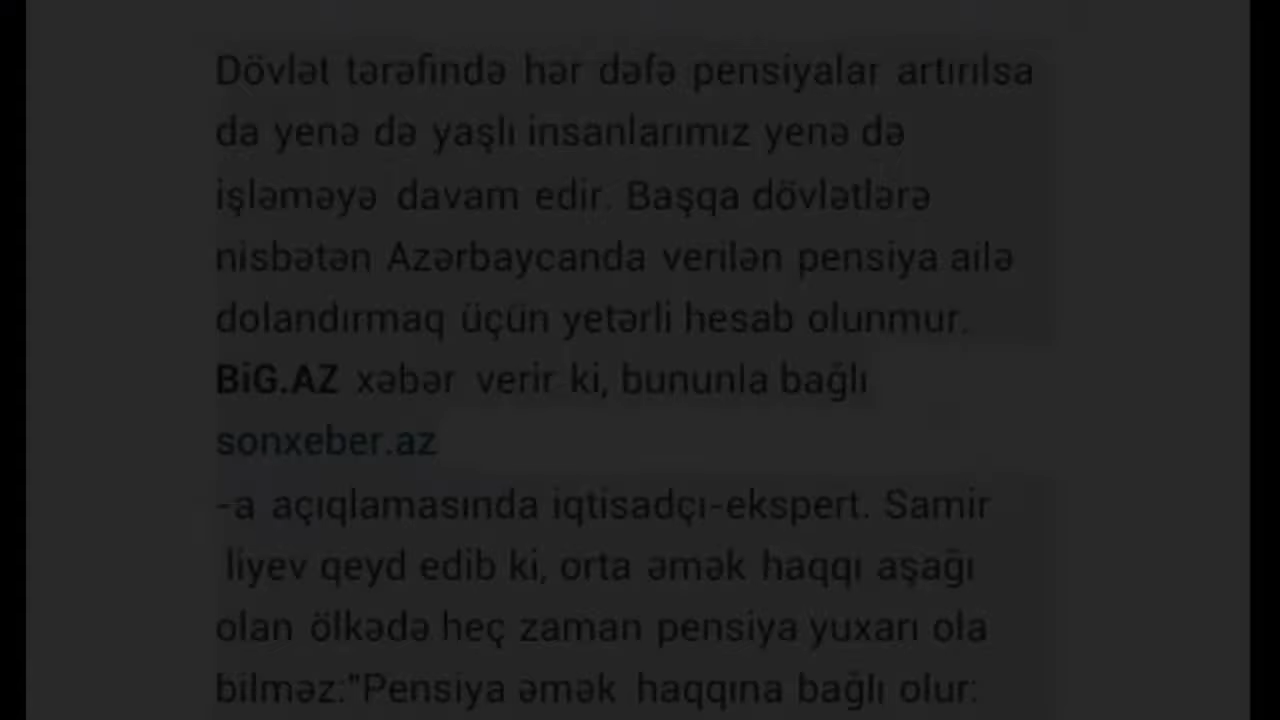 Dövlət tərəfində hər dəfə pensiyalar artırılsa
da yenə də yaşlı insanlarımız yenə də
işləməyə davam edir. Başqa dövlətlərə
nisbətən Azərbaycanda verilən pensiya ailə
dolandırmaq üçün yetərli hesab olunmur.
BiG.AZ xəbər verir ki, bununla bağlı
sonxeber.az
-a açıqlamasında iqtisadçı-ekspert. Samir
liyev qeyd edib ki, orta əmək haqqı aşağı
olan ölkədə heç zaman pensiya yuxarı ola
bilməz:"Pensiya əmək haqqına bağlı olur: